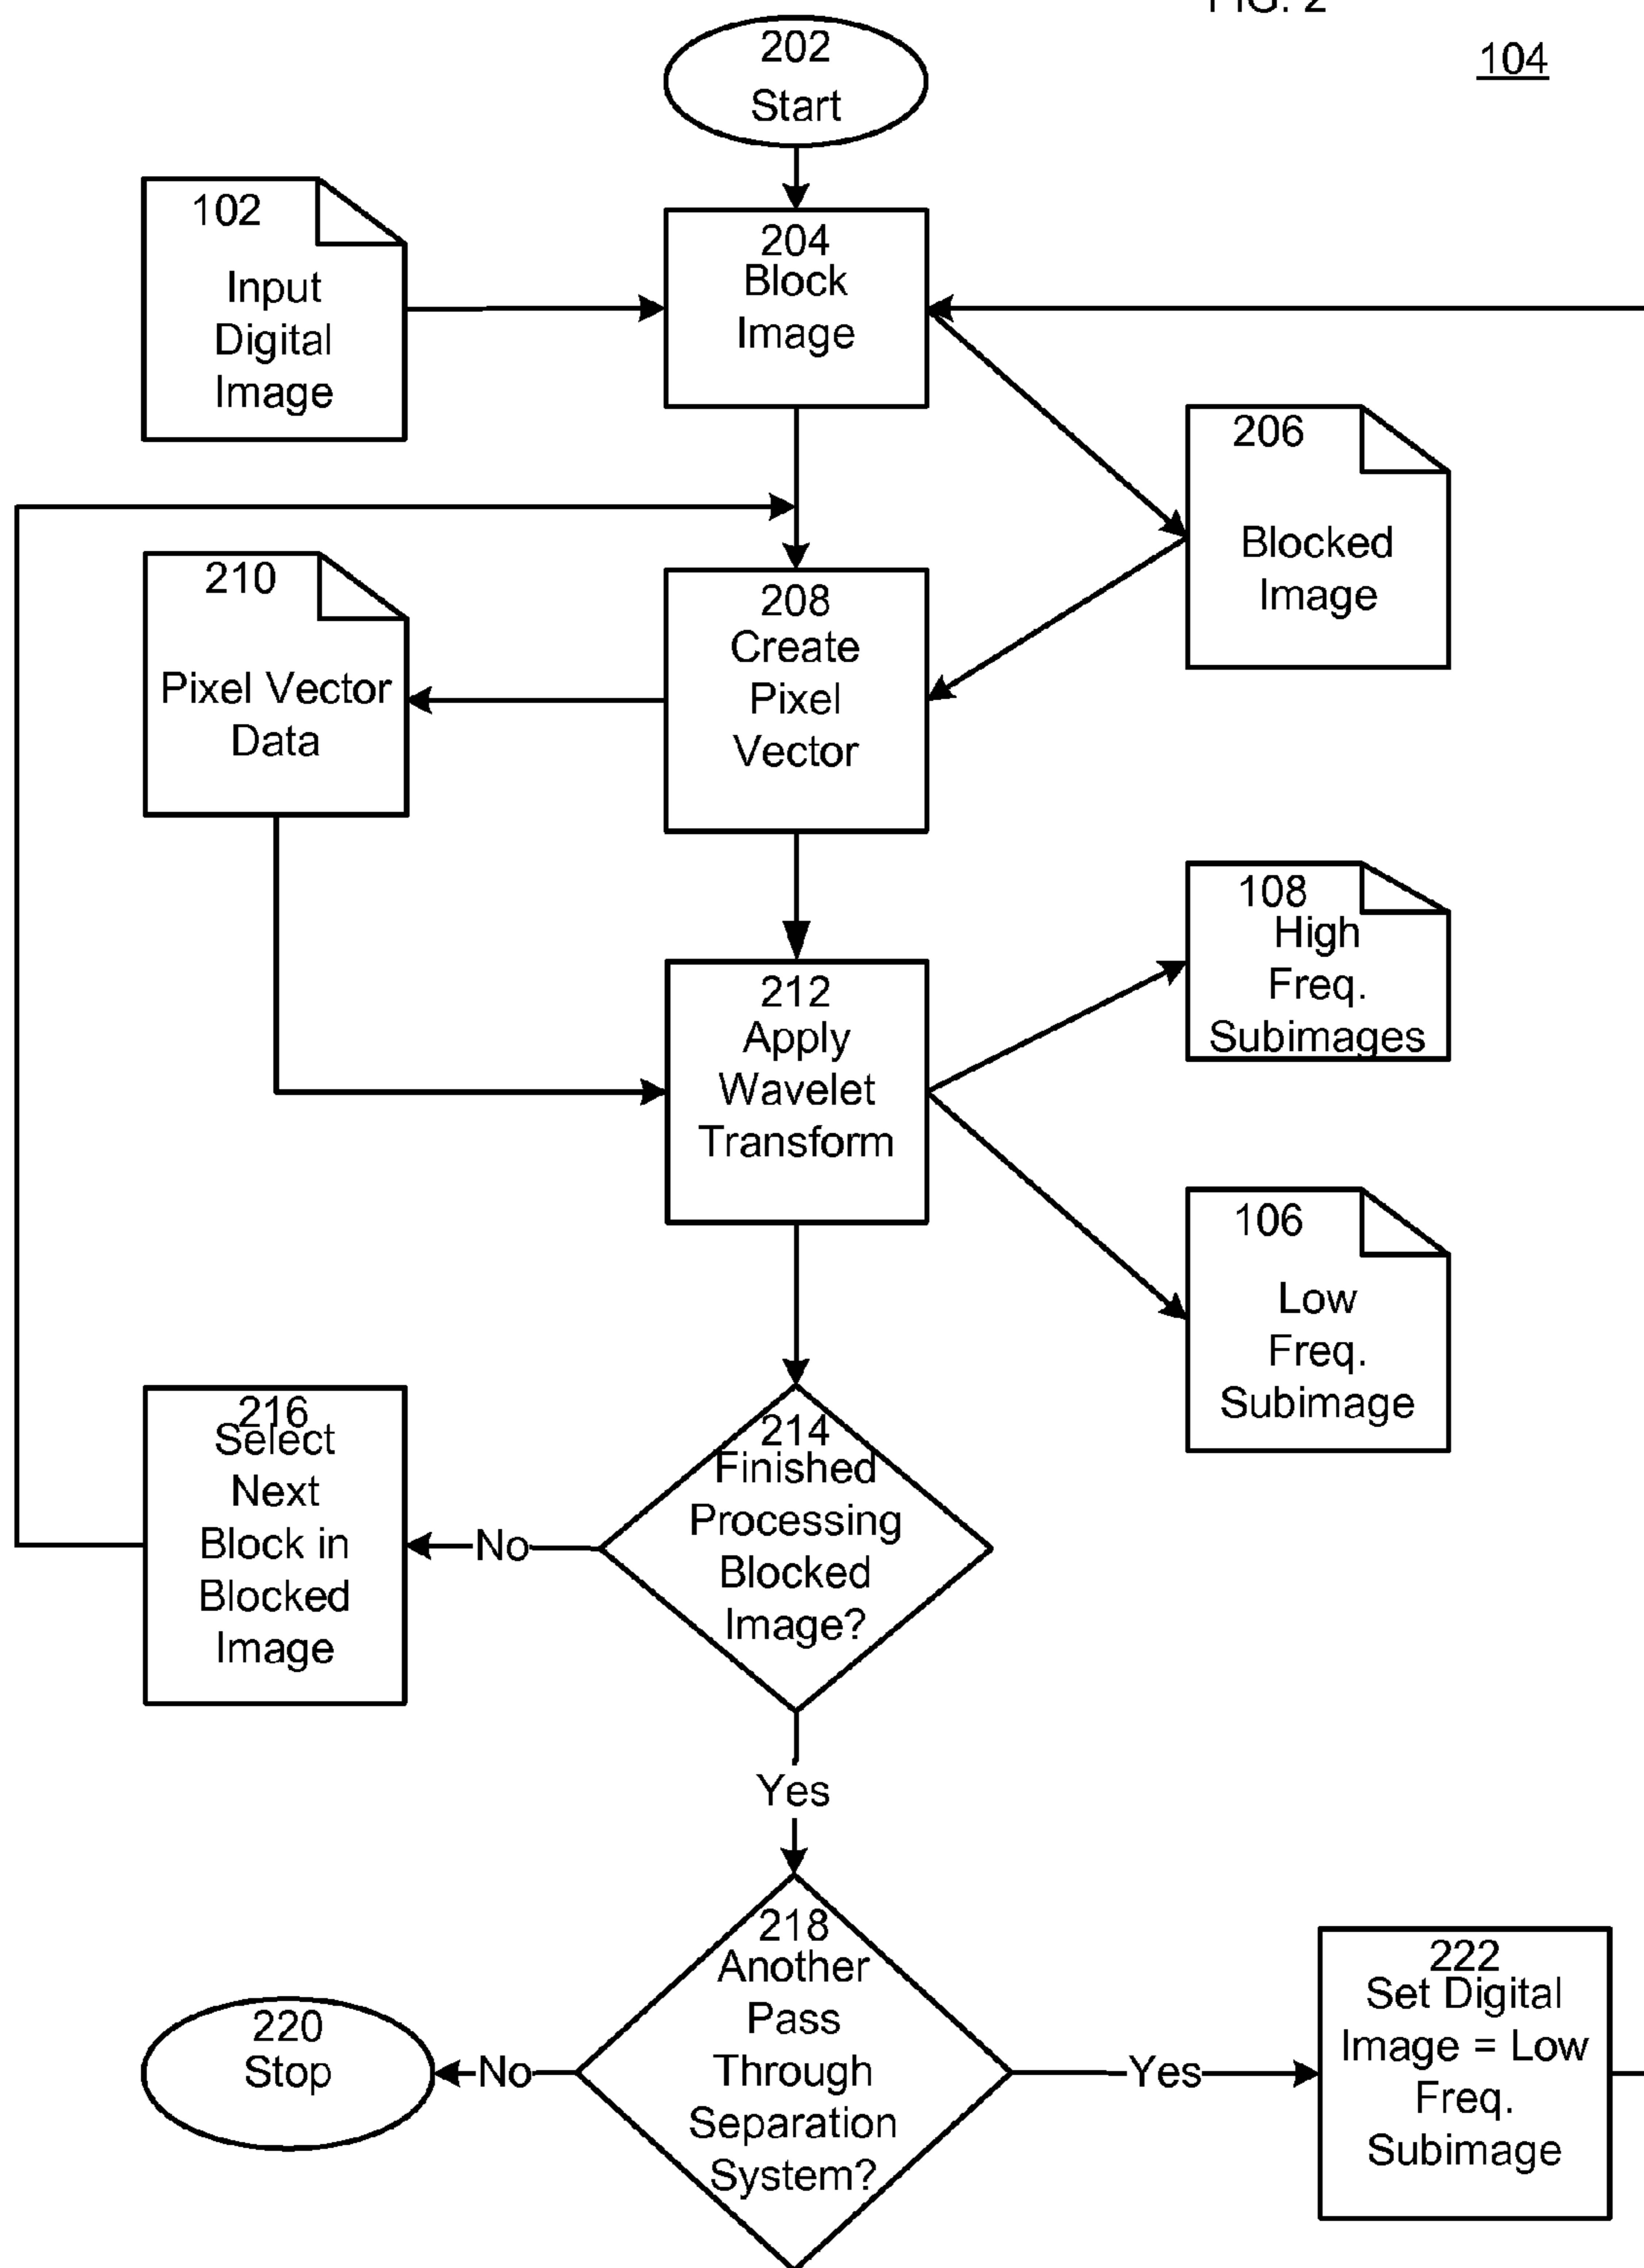 FIG. 2
104
202
Start
102
Input
Digital
Image
204
Block
Image
206
Blocked
Image
210
Pixel Vector
Data
208
Create
Pixel
Vector
108
High
Freq.
Subimages
212
Apply
Wavelet
Transform
106
Low
Freq.
Subimage
216
Select
Next
Block in
Blocked
Image
No
214
Finished
Processing
Blocked
Image?
Yes
218
Another
Pass
Through
Separation
System?
220
Stop
No
Yes
222
Set Digital
Image = Low
Freq.
Subimage